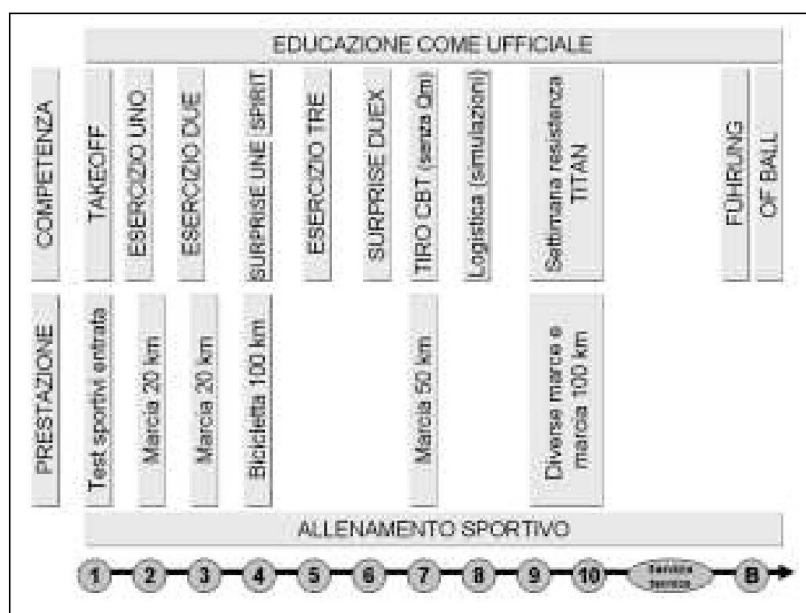 EDUCAZIONE COME UFFICIALE
COMPETENZA
TAKEOFF
ESERCIZIO UNO
ESERCIZIO DUE
SURPRISE UNE
SPIRIT
ESERCIZIO TRE
SURPRISE DUEX
TIRO CBT (senza Qm)
Logistica (simulazioni)
Settimana resistenza
TITAN
FÜHRUNG
OF BALL
PRESTAZIONE
Test sportivi entrata
Marcia 20 km
Marcia 20 km
Bicicletta 100 km
Marcia 50 km
Diverse marce e
marcia 100 km
ALLENAMENTO SPORTIVO
1 2 3 4 5 6 7 8 9 10
Servizio
tecnico
B